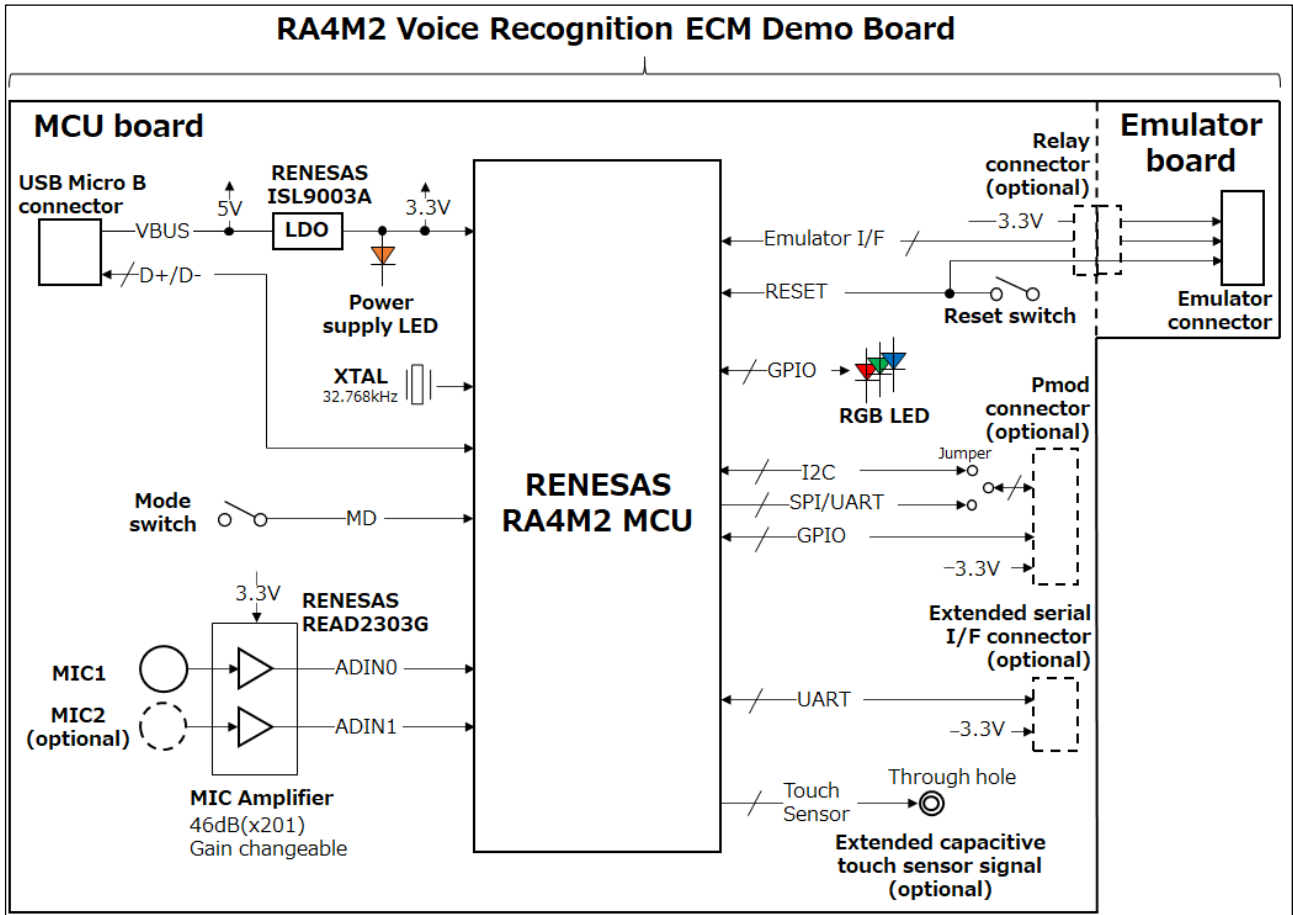 RA4M2 Voice Recognition ECM Demo Board
MCU board
Emulator
board
USB Micro B
connector
VBUS
D+/D-
5V
RENESAS
ISL9003A
LDO
3.3V
Power
supply LED
XTAL
32.768kHz
Mode
switch
MD
3.3V
RENESAS
READ2303G
MIC1
MIC2
(optional)
ADIN0
ADIN1
MIC Amplifier
46dB(x201)
Gain changeable
RENESAS
RA4M2 MCU
Relay
connector
(optional)
3.3V
Emulator I/F
RESET
Reset switch
Emulator
connector
GPIO
RGB LED
Pmod
connector
(optional)
Jumper
I2C
SPI/UART
GPIO
3.3V
Extended serial
I/F connector
(optional)
UART
3.3V
Touch
Sensor
Through hole
Extended capacitive
touch sensor signal
(optional)